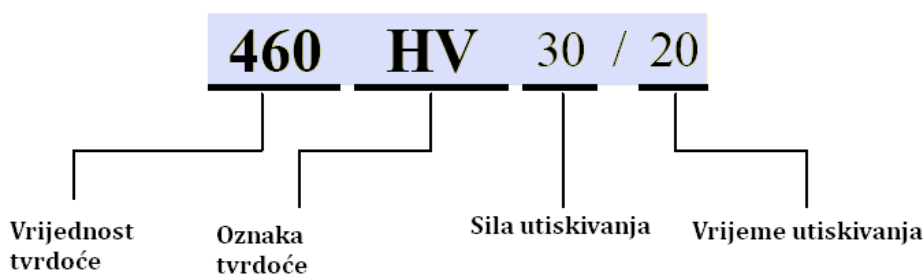 460 HV 30 / 20
Vrijednost
tvrdoće
Oznaka
tvrdoće
Sila utiskivanja
Vrijeme utiskivanja